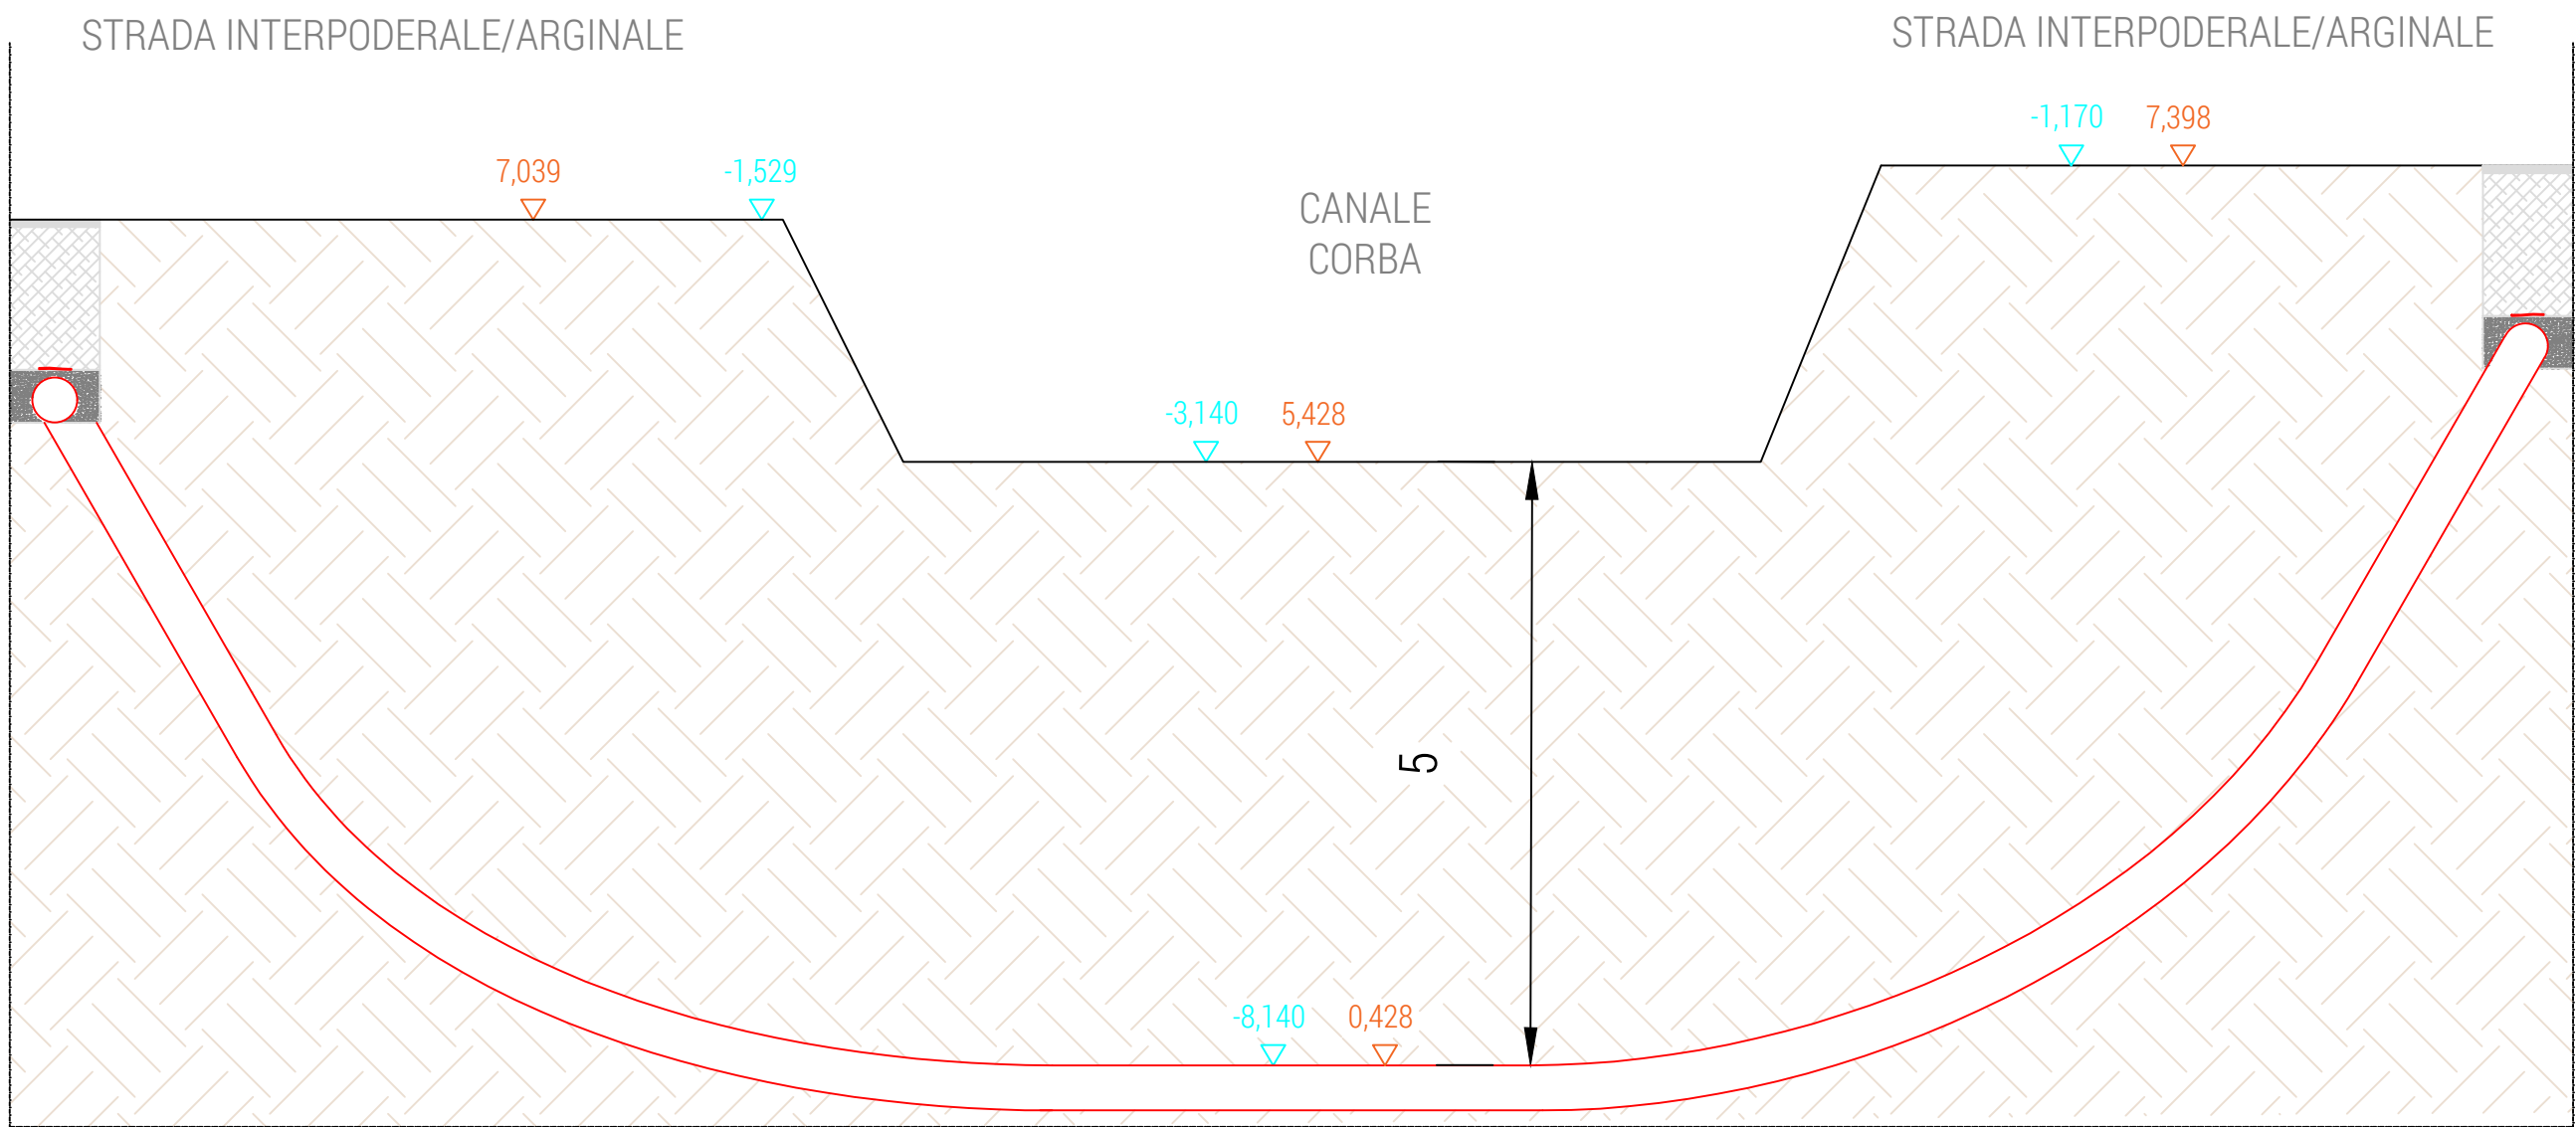 STRADA INTERPODERALE/ARGINALE
STRADA INTERPODERALE/ARGINALE
-1,170 7,398
7,039 -1,529
CANALE
CORBA
-3,140 5,428
5
-8,140 0,428